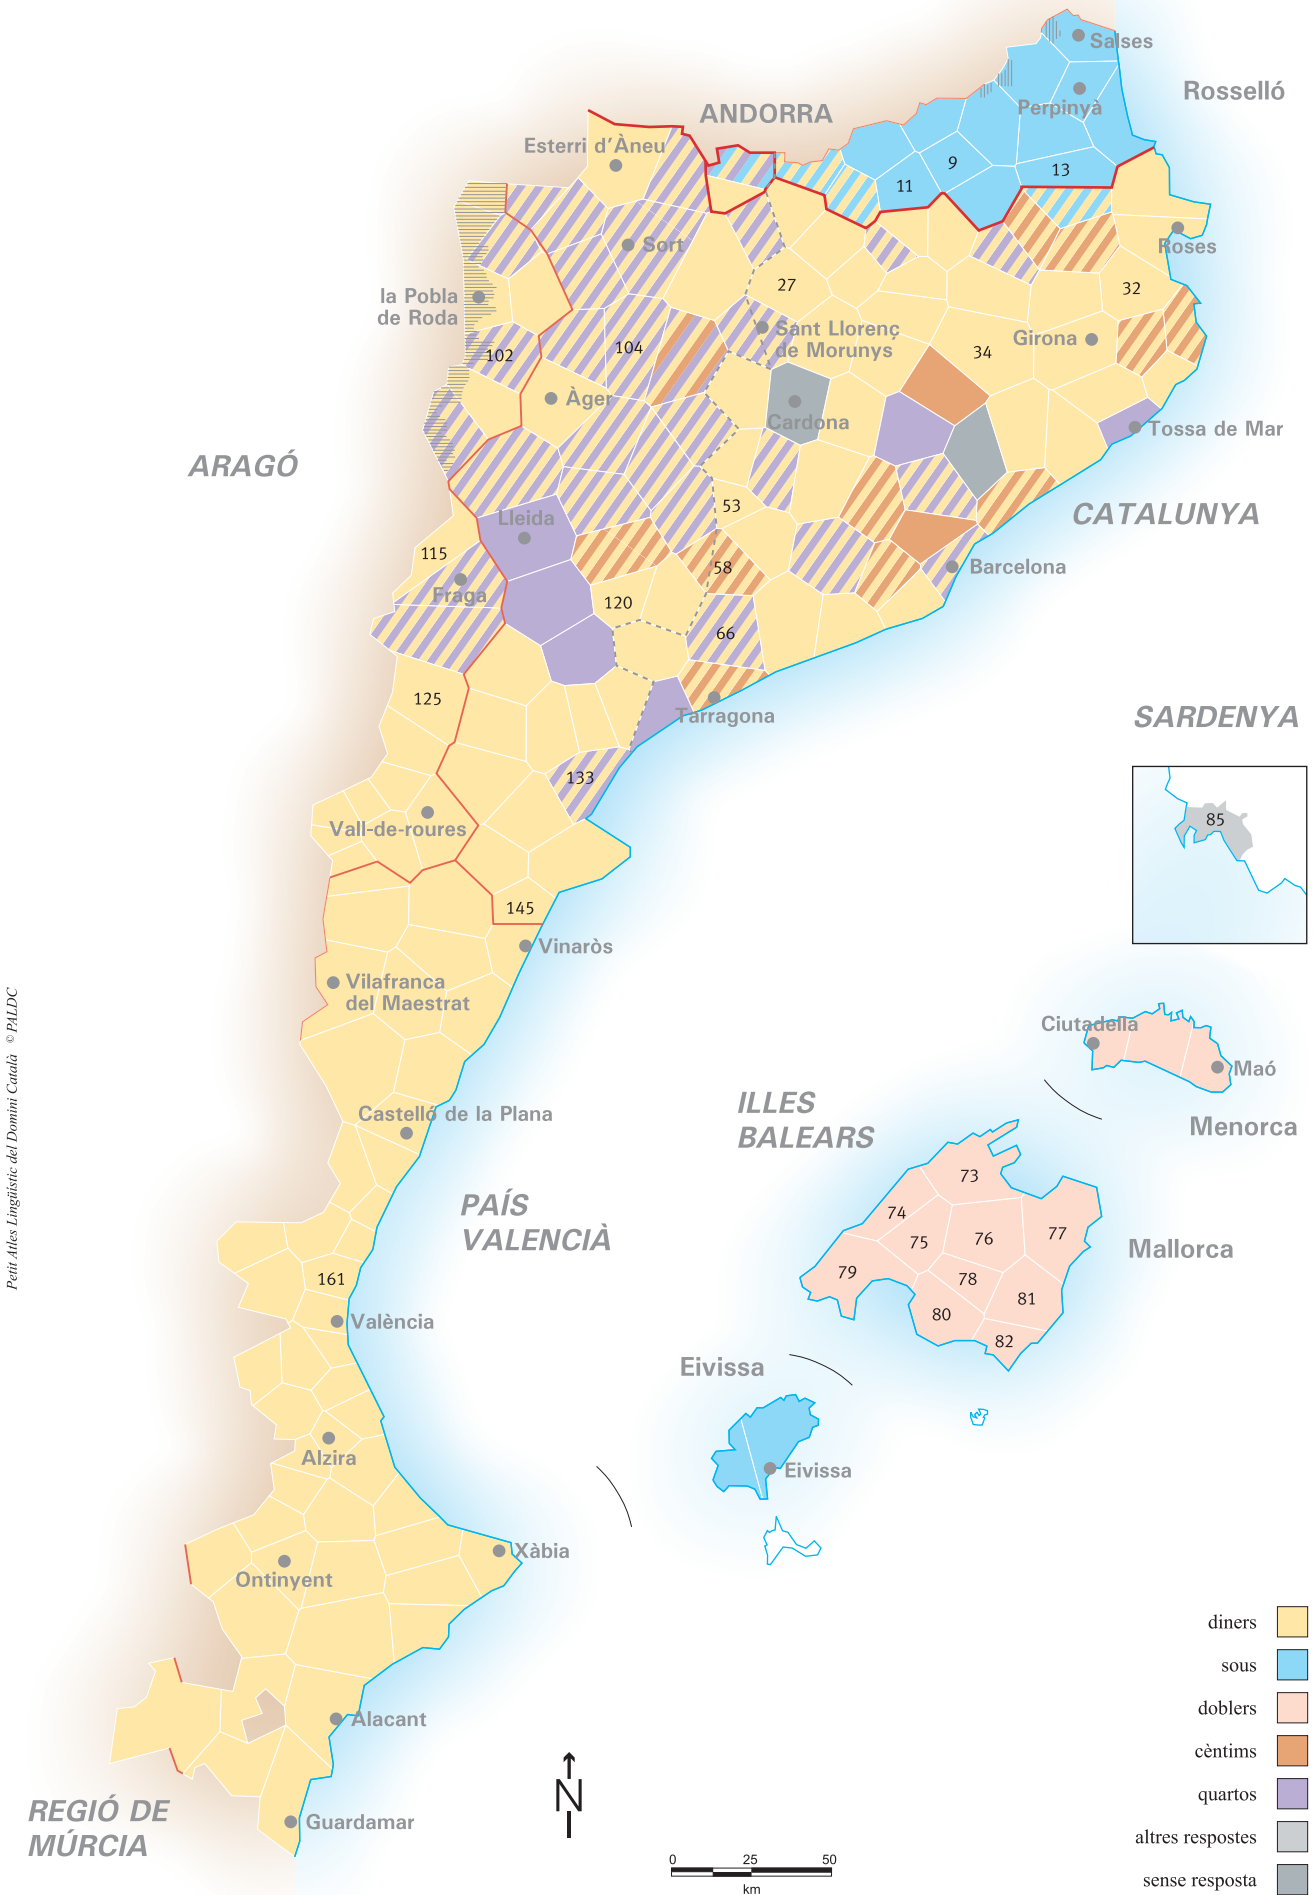 Salses
Rosselló
Perpinyà
ANDORRA
Esterri d'Àneu
9
11
13
Sort
Roses
27
32
la Pobla
de Roda
Sant Llorenç
de Morunys
Girona
34
102
104
Àger
Cardona
Tossa de Mar
ARAGÓ
53
CATALUNYA
Lleida
115
58
Barcelona
Fraga
120
66
125
Tarragona
SARDENYA
133
85
Vall-de-roures
145
Vinaròs
Vilafranca
del Maestrat
Petit Atles Lingüístic del Domini Català © PALDC
Ciutadella
Maó
Menorca
ILLES
BALEARS
Castelló de la Plana
73
74
75
76
77
PAÍS
VALENCIÀ
Mallorca
79
78
81
80
82
161
València
Eivissa
Alzira
Eivissa
Xàbia
Ontinyent
diners
sous
doblers
cèntims
quartos
altres respostes
sense resposta
Alacant
REGIÓ DE
MÚRCIA
Guardamar
N
0 25 50
km